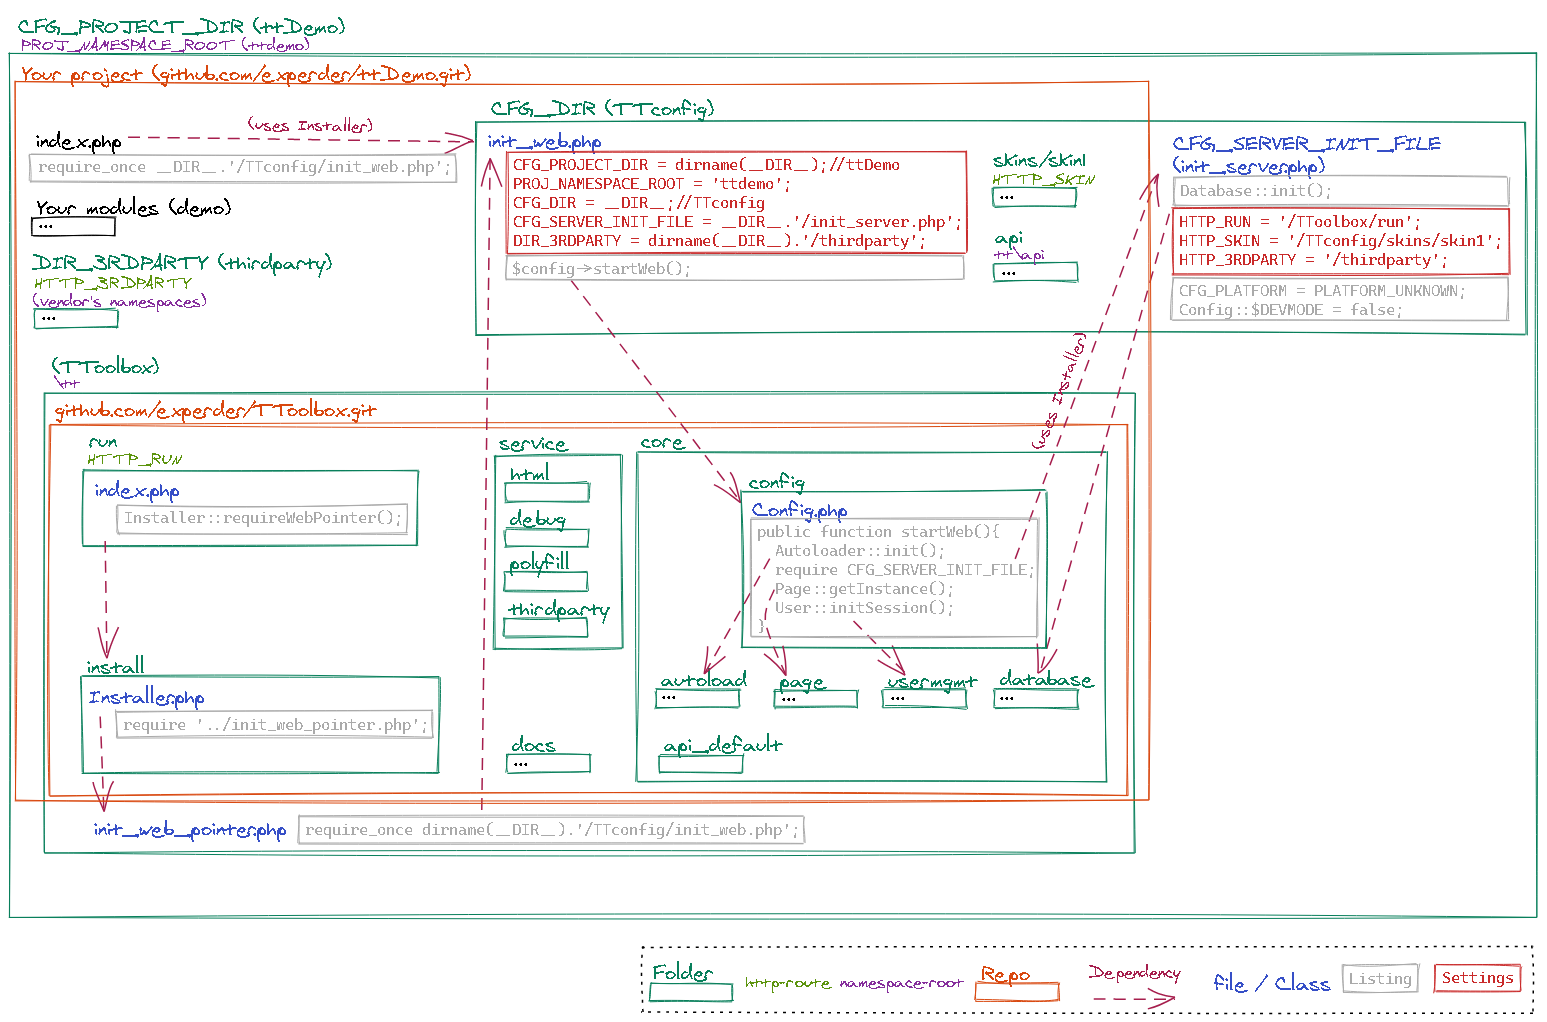 CFG_PROJECT_DIR (ttDemo)
PROJ_NAMESPACE_ROOT (ttdemo)
Your project (github.com/experder/ttDemo.git)
index.php
(uses Installer)
require_once __DIR__.'/TTconfig/init_web.php';
Your modules (demo)
...
DIR_3RDPARTY (thirdparty)
HTTP_3RDPARTY
(vendor's namespaces)
...
CFG_DIR (TTconfig)
init_web.php
CFG_PROJECT_DIR = dirname(__DIR__);//ttDemo
PROJ_NAMESPACE_ROOT = 'ttdemo';
CFG_DIR = __DIR__;//TTconfig
CFG_SERVER_INIT_FILE = __DIR__.'/init_server.php';
DIR_3RDPARTY = dirname(__DIR__).'/thirdparty';
$config->startWeb();
skins/skin1
HTTP_SKIN
...
api
tt\api
...
CFG_SERVER_INIT_FILE
(init_server.php)
Database::init();
HTTP_RUN = '/TToolbox/run';
HTTP_SKIN = '/TTconfig/skins/skin1';
HTTP_3RDPARTY = '/thirdparty';
CFG_PLATFORM = PLATFORM_UNKNOWN;
Config::$DEVMODE = false;
(uses Installer)
(TToolbox)
\tt
github.com/experder/TToolbox.git
run
HTTP_RUN
index.php
Installer::requireWebPointer();
install
Installer.php
require '../init_web_pointer.php';
service
html
debug
polyfill
thirdparty
docs
...
core
config
Config.php
public function startWeb(){
Autoloader::init();
require CFG_SERVER_INIT_FILE;
Page::getInstance();
User::initSession();
}
autoload
...
page
...
usermgmt
...
database
...
api_default
init_web_pointer.php
require_once dirname(__DIR__).'/TTconfig/init_web.php';
Folder
http-route
namespace-root
Repo
Dependency
file / Class
Listing
Settings